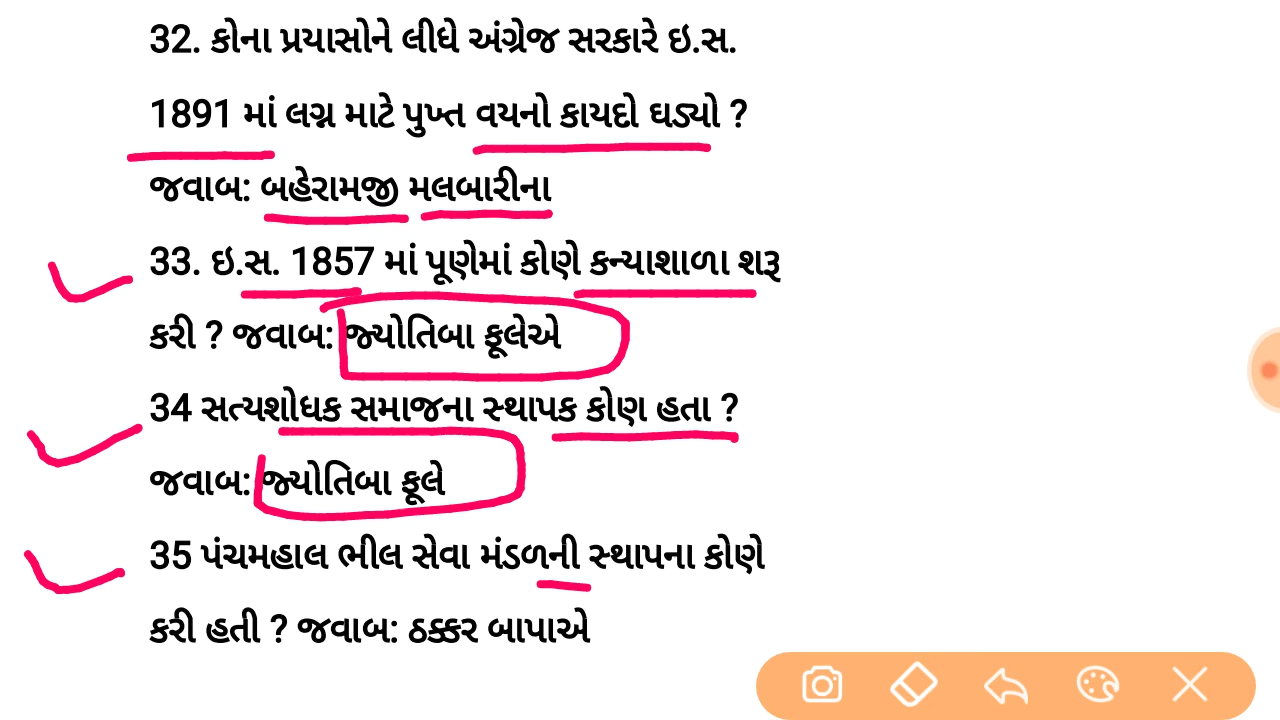 32. કોના પ્રયાસોને લીધે અંગ્રેજ સરકારે ઇ.સ.
1891 માં લગ્ન માટે પુખ્ત વયનો કાયદો ઘડ્યો ?
જવાબ: બહેરામજી મલબારીના
33. ઇ.સ. 1857 માં પૂણેમાં કોણે કન્યાશાળા શરૂ
કરી ? જવાબ: જ્યોતિબા ફૂલેએ
34 સત્યશોધક સમાજના સ્થાપક કોણ હતા ?
જવાબ: જ્યોતિબા ફૂલે
35 પંચમહાલ ભીલ સેવા મંડળની સ્થાપના કોણે
કરી હતી ? જવાબ: ઠક્કર બાપાએ